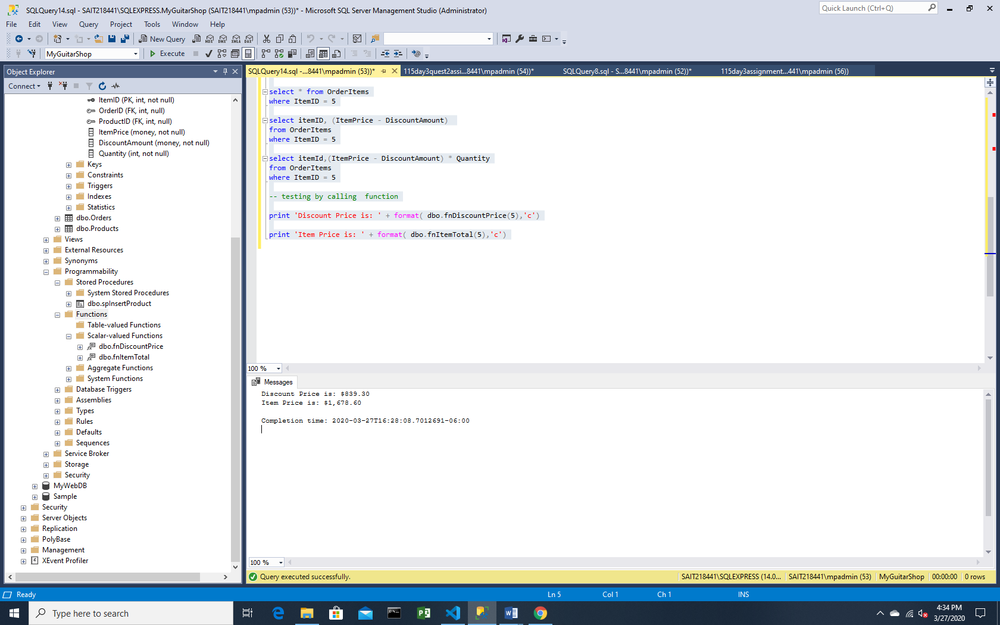 SQLQuery14.sql - SAIT218441\SQLEXPRESS.MyGuitarShop (SAIT218441\mpadmin (53))* - Microsoft SQL Server Management Studio (Administrator)
Quick Launch (Ctrl+Q)
File Edit View Query Project Tools Window Help
New Query MDX DMX XMLA DAX
MyGuitarShop Execute
Object Explorer
SQLQuery14.sql -...8441\mpadmin (53))* 115day3quest2assi...8441\mpadmin (54))* SQLQuery8.sql - S...8441\mpadmin (52))* 115day3assignment...441\mpadmin (56))
Connect
ItemID (PK, int, not null)
OrderID (FK, int, null)
ProductID (FK, int, null)
ItemPrice (money, not null)
DiscountAmount (money, not null)
Quantity (int, not null)
Keys
Constraints
Triggers
Indexes
Statistics
dbo.Orders
dbo.Products
Views
External Resources
Synonyms
Programmability
Stored Procedures
System Stored Procedures
dbo.spInsertProduct
Functions
Table-valued Functions
Scalar-valued Functions
dbo.fnDiscountPrice
dbo.fnItemTotal
Aggregate Functions
System Functions
Database Triggers
Assemblies
Types
Rules
Defaults
Sequences
Service Broker
Storage
Security
MyWebDB
Sample
Security
Server Objects
Replication
PolyBase
Management
XEvent Profiler
select * from OrderItems
where ItemID = 5
select itemID, (ItemPrice - DiscountAmount)
from OrderItems
where ItemID = 5
select itemId,(ItemPrice - DiscountAmount) * Quantity
from OrderItems
where ItemID = 5
-- testing by calling  function
print 'Discount Price is: ' + format( dbo.fnDiscountPrice(5),'c')
print 'Item Price is: ' + format( dbo.fnItemTotal(5),'c')
100 %
Messages
Discount Price is: $839.30
Item Price is: $1,678.60
Completion time: 2020-03-27T16:28:08.7012691-06:00
100 %
Query executed successfully. SAIT218441\SQLEXPRESS (14.0... SAIT218441\mpadmin (53) MyGuitarShop 00:00:00 0 rows
Ready Ln 5 Col 1 Ch 1 INS
Type here to search
4:34 PM
3/27/2020